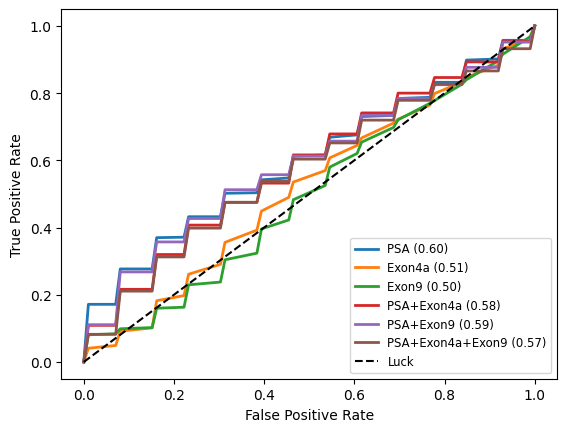 1.0
0.8
0.6
0.4
0.2
0.0
True Positive Rate
PSA (0.60)
Exon4a (0.51)
Exon9 (0.50)
PSA+Exon4a (0.58)
PSA+Exon9 (0.59)
PSA+Exon4a+Exon9 (0.57)
Luck
0.0 0.2 0.4 0.6 0.8 1.0
False Positive Rate